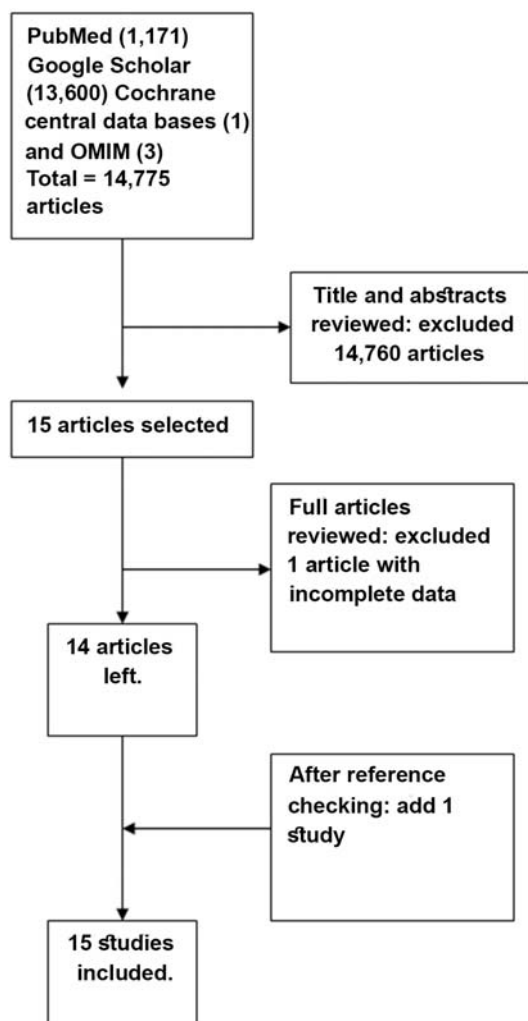 PubMed (1,171)
Google Scholar
(13,600) Cochrane
central data bases (1)
and OMIM (3)
Total = 14,775
articles
Title and abstracts
reviewed: excluded
14,760 articles
15 articles selected
Full articles
reviewed: excluded
1 article with
incomplete data
14 articles
left.
After reference
checking: add 1
study
15 studies
included.